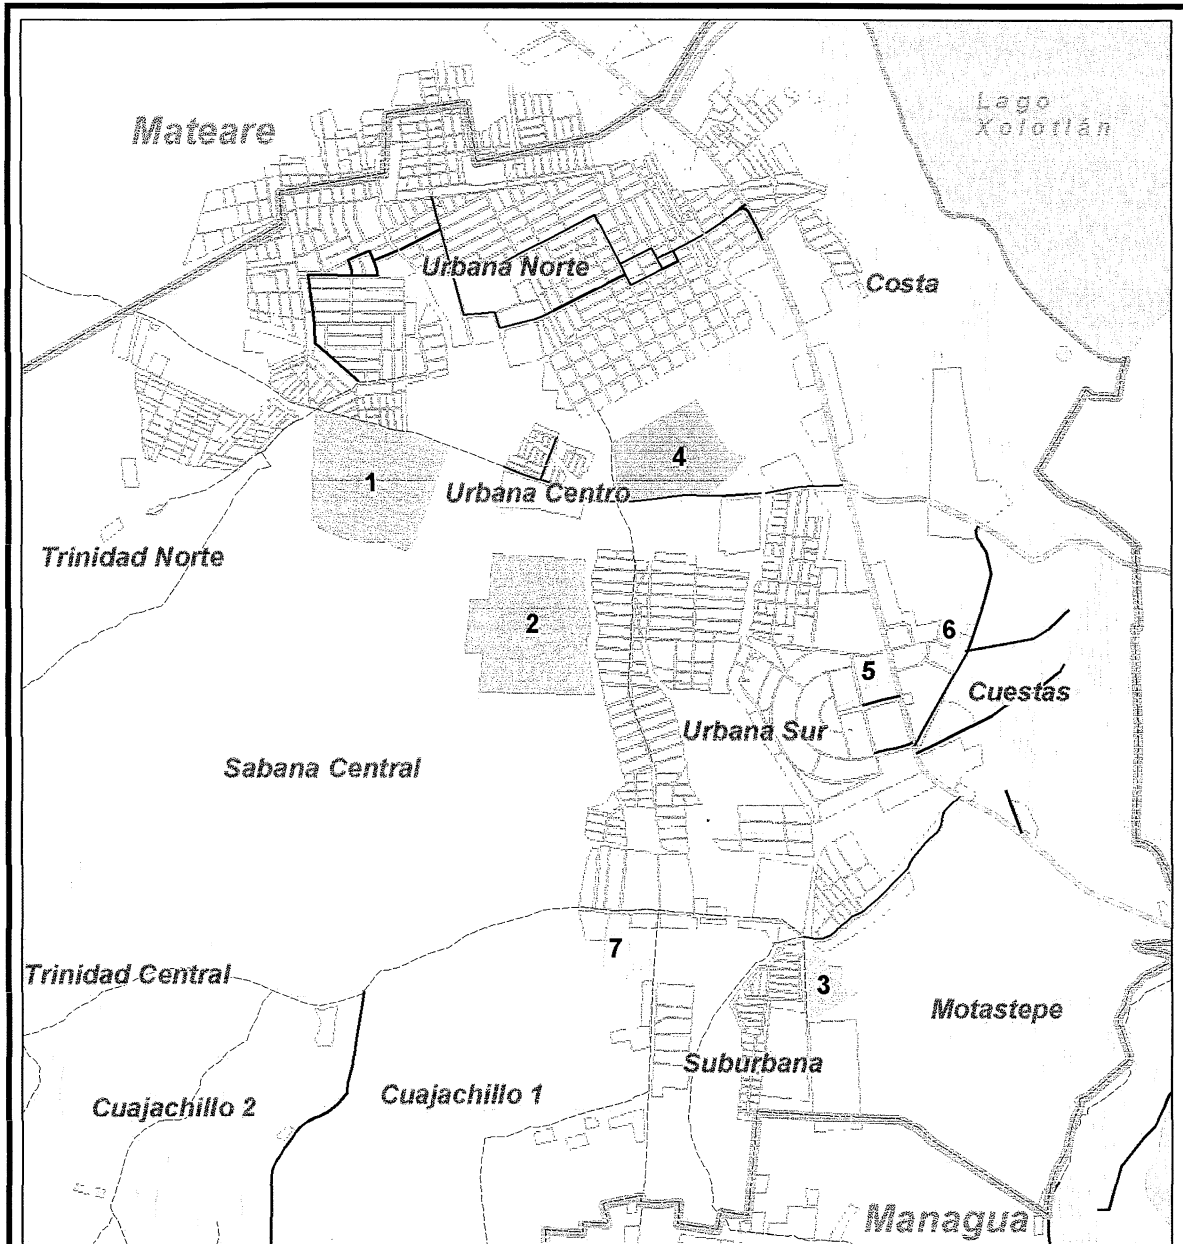 Lago
Xolotlán
Mateare
Urbana Norte
Costa
4
1
Urbana Centro
Trinidad Norte
2
6
5
Cuestas
Urbana Sur
Sabana Central
7
Trinidad Central
3
Motastepe
Suburbana
Cuajachillo 1
Cuajachillo 2
Managua